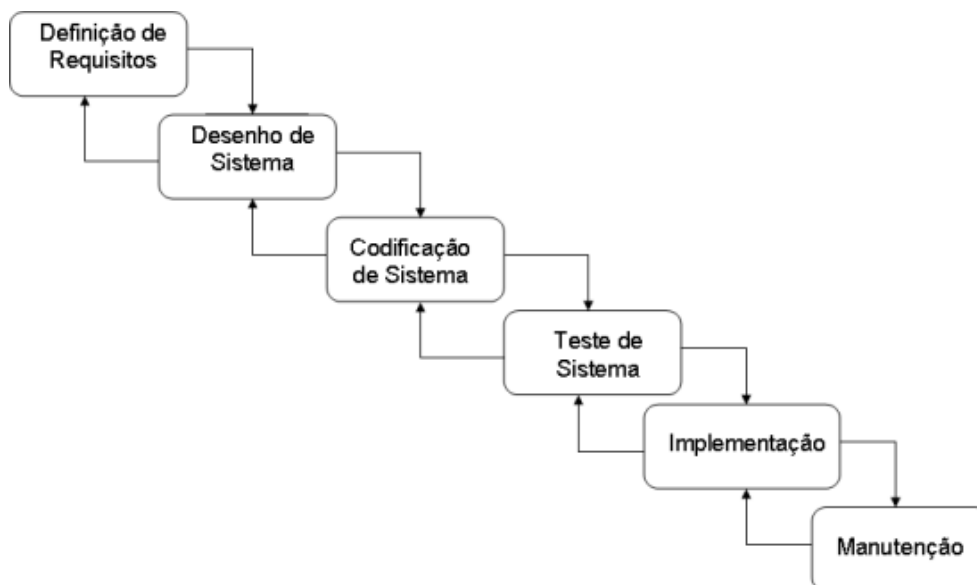 Definição de
Requisitos
Desenho de
Sistema
Codificação
de Sistema
Teste de
Sistema
Implementação
Manutenção